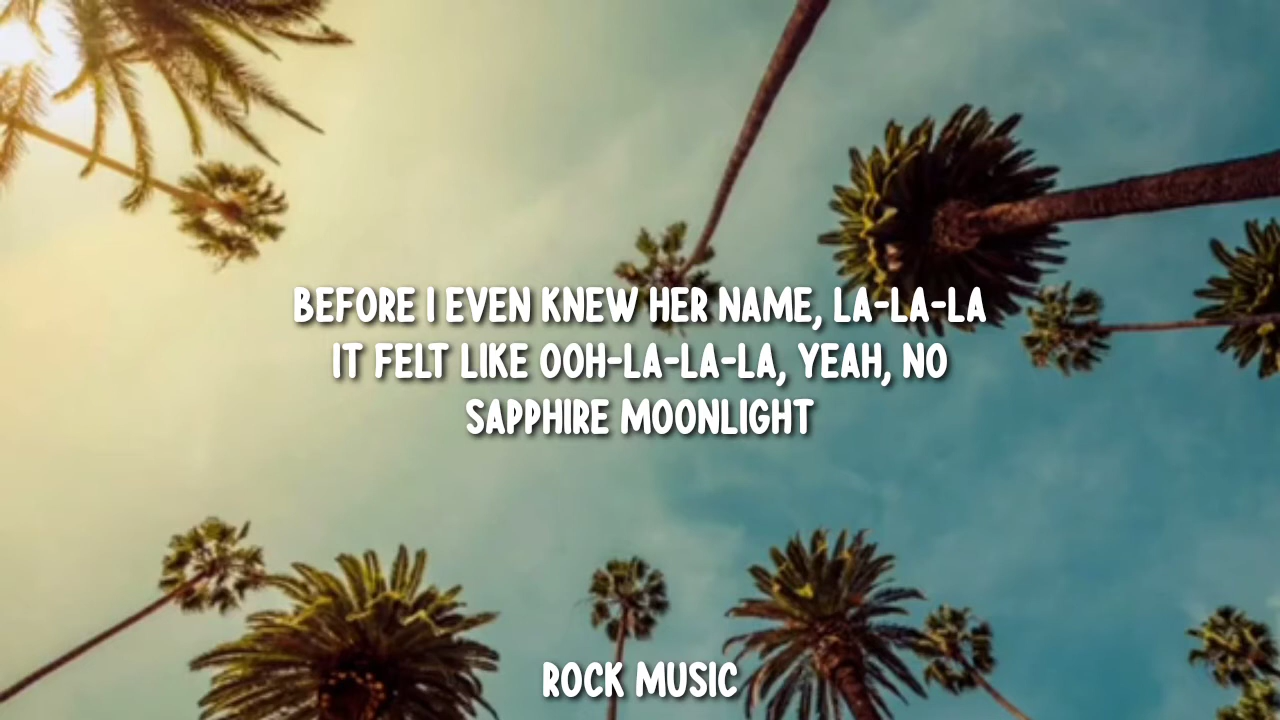 BEFORE I EVEN KNEW HER NAME, LA-LA-LA
IT FELT LIKE OOH-LA-LA-LA, YEAH, NO
SAPPHIRE MOONLIGHT
ROCK MUSIC